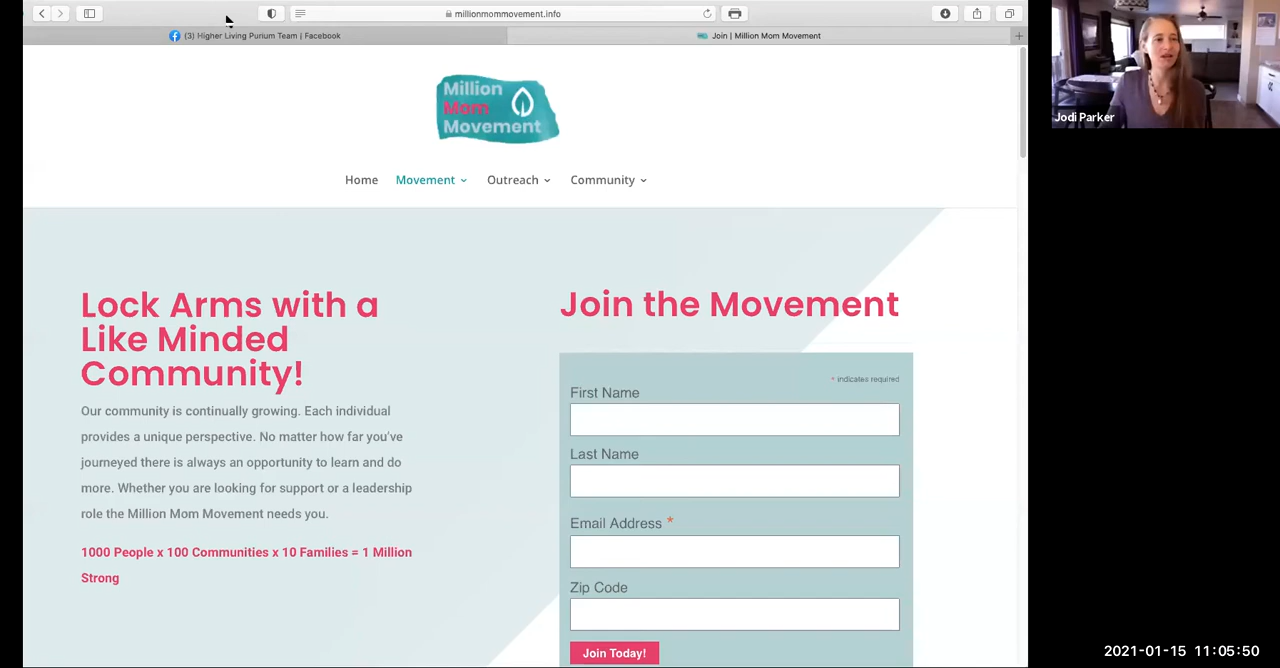 millionmommovement.info
(3) Higher Living Purium Team | Facebook
Join | Million Mom Movement
Jodi Parker
Million
Mom
Movement
Home
Movement
Outreach
Community
Lock Arms with a
Like Minded
Community!
Our community is continually growing. Each individual
provides a unique perspective. No matter how far you've
journeyed there is always an opportunity to learn and do
more. Whether you are looking for support or a leadership
role the Million Mom Movement needs you.
1000 People x 100 Communities x 10 Families = 1 Million
Strong
Join the Movement
* indicates required
First Name
Last Name
Email Address *
Zip Code
Join Today!
2021-01-15 11:05:50